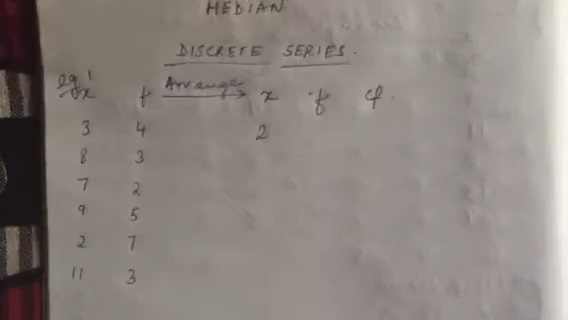 MEDIAN
DISCRETE SERIES.
eg:
x f Arrange x f cf.
3 4 2
8 3
7 2
9 5
2 7
11 3